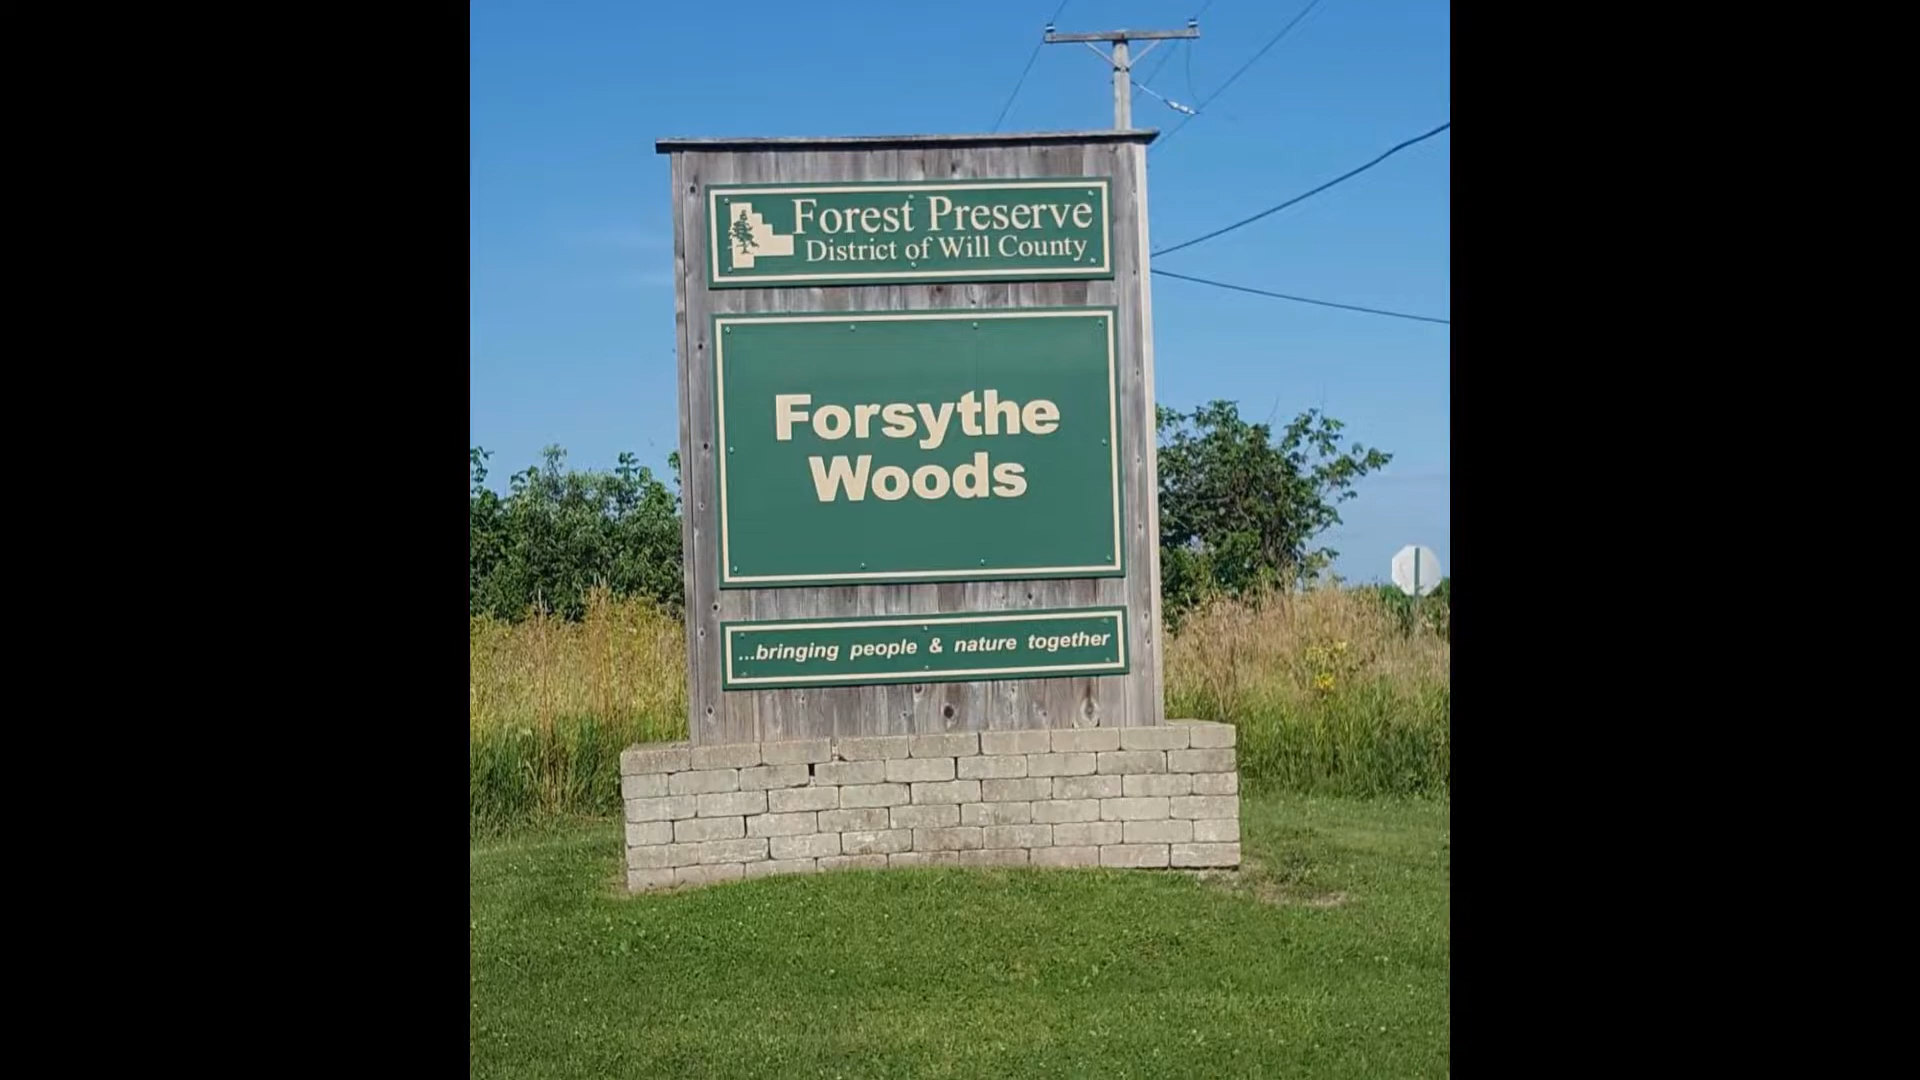 Forest Preserve
District of Will County
Forsythe
Woods
...bringing people & nature together